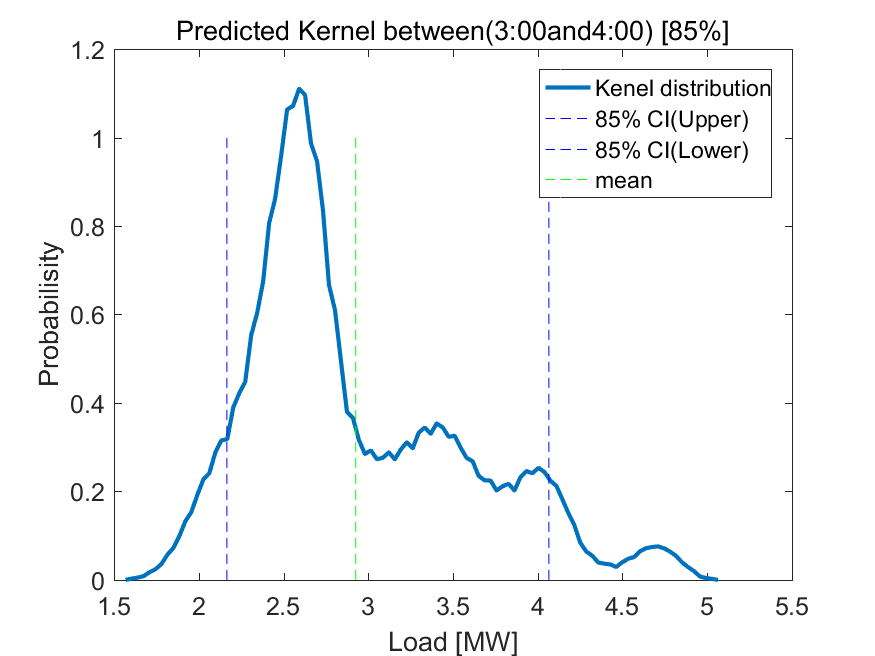 Predicted Kernel between(3:00and4:00) [85%]
1.2
1
0.8
0.6
0.4
0.2
0
Probabilisity
Kenel distribution
85% CI(Upper)
85% CI(Lower)
mean
1.5 2 2.5 3 3.5 4 4.5 5 5.5
Load [MW]